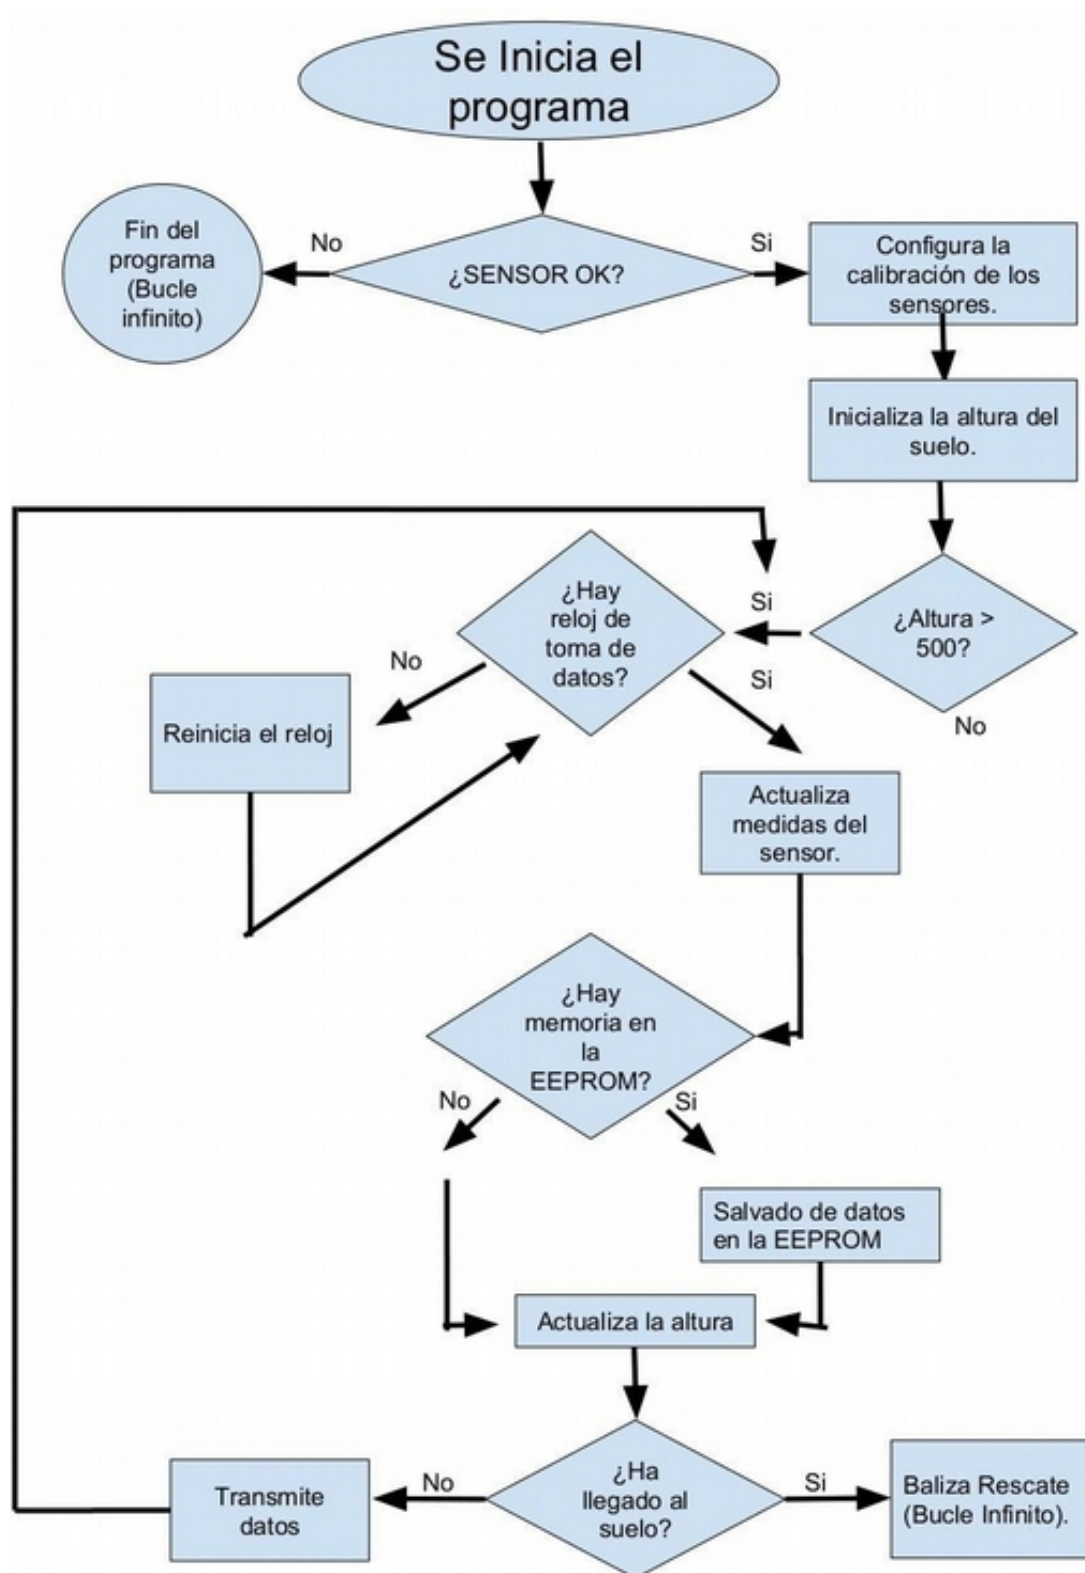 Se Inicia el
programa
Fin del
programa
(Bucle
infinito)
No
¿SENSOR OK?
Si
Configura la
calibración de los
sensores.
Inicializa la altura del
suelo.
¿Altura >
500?
Si
No
¿Hay
reloj de
toma de
datos?
No
Si
Reinicia el reloj
Actualiza
medidas del
sensor.
¿Hay
memoria en
la
EEPROM?
No
Si
Salvado de datos
en la EEPROM
Actualiza la altura
¿Ha
llegado al
suelo?
No
Si
Transmite
datos
Baliza Rescate
(Bucle Infinito).